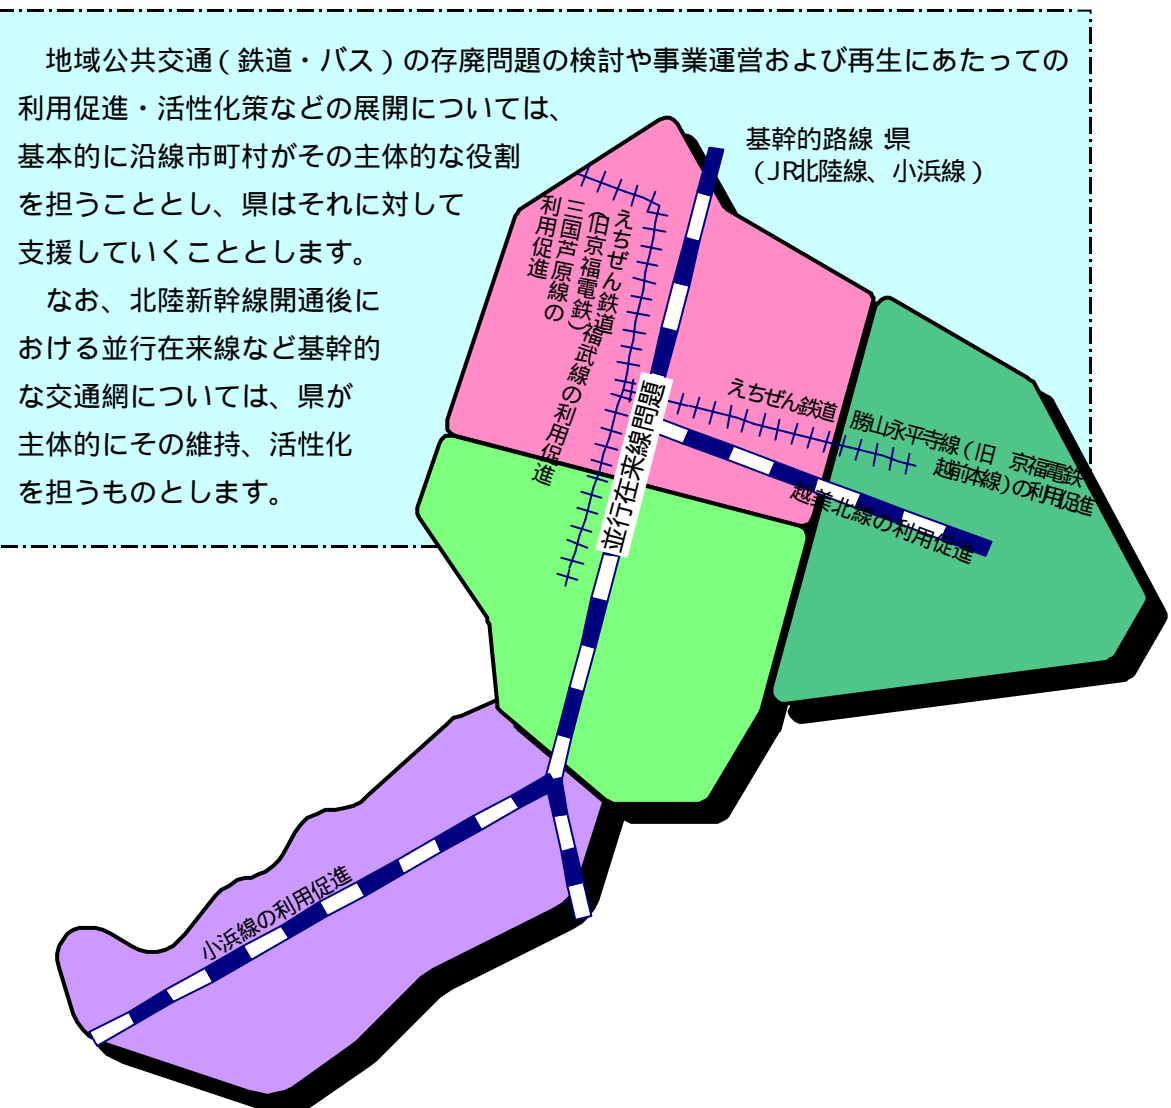 地域公共交通(鉄道・バス)の存廃問題の検討や事業運営および再生にあたっての
利用促進・活性化策などの展開については、
基本的に沿線市町村がその主体的な役割
を担うこととし、県はそれに対して
支援していくこととします。
なお、北陸新幹線開通後に
おける並行在来線など基幹的
な交通網については、県が
主体的にその維持、活性化
を担うものとします。
基幹的路線:県
(JR北陸線、小浜線)
えちぜん鉄道
(旧京福電鉄)
三国芦原線の
利用促進
福武線の利用促進
並行在来線問題
えちぜん鉄道
勝山永平寺線(旧 京福電鉄
越前本線)の利用促進
越美北線の利用促進
小浜線の利用促進